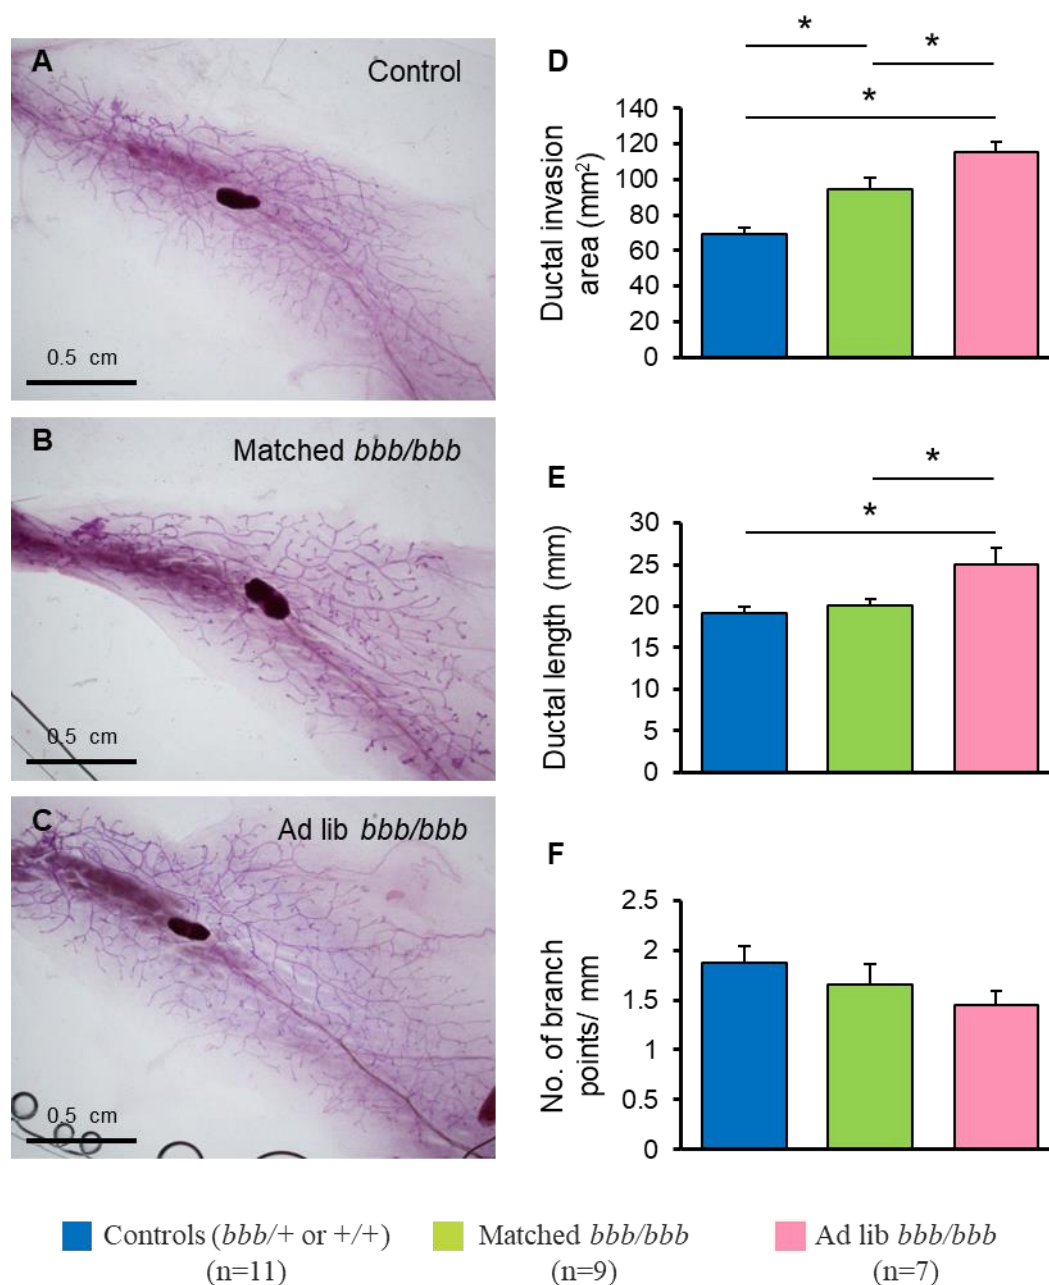 A
Control
0.5 cm
B
Matched bbb/bbb
0.5 cm
C
Ad lib bbb/bbb
0.5 cm
D
*
*
*
Ductal invasion
area (mm²)
140
120
100
80
60
40
20
0
E
*
*
Ductal length (mm)
30
25
20
15
10
5
0
F
No. of branch
points/ mm
2.5
2
1.5
1
0.5
0
Controls (bbb/+ or +/+)
(n=11)
Matched bbb/bbb
(n=9)
Ad lib bbb/bbb
(n=7)